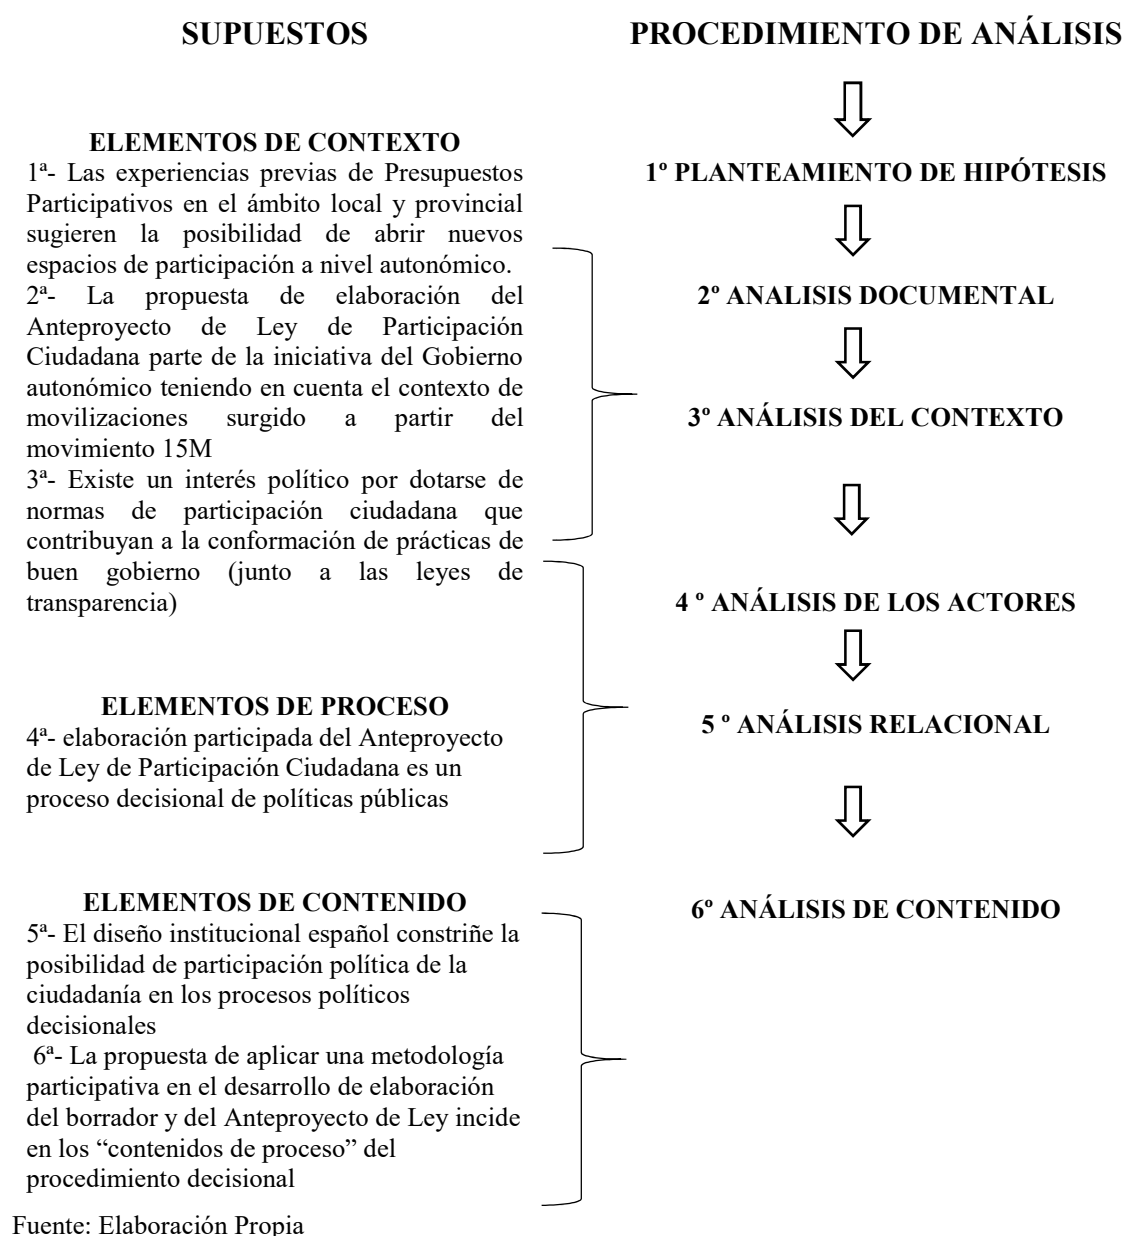 SUPUESTOS
ELEMENTOS DE CONTEXTO
1ª- Las experiencias previas de Presupuestos
Participativos en el ámbito local y provincial
sugieren la posibilidad de abrir nuevos
espacios de participación a nivel autonómico.
2ª- La propuesta de elaboración del
Anteproyecto de Ley de Participación
Ciudadana parte de la iniciativa del Gobierno
autonómico teniendo en cuenta el contexto de
movilizaciones surgido a partir del
movimiento 15M
3ª- Existe un interés político por dotarse de
normas de participación ciudadana que
contribuyan a la conformación de prácticas de
buen gobierno (junto a las leyes de
transparencia)
ELEMENTOS DE PROCESO
4ª- elaboración participada del Anteproyecto
de Ley de Participación Ciudadana es un
proceso decisional de políticas públicas
ELEMENTOS DE CONTENIDO
5ª- El diseño institucional español constriñe la
posibilidad de participación política de la
ciudadanía en los procesos políticos
decisionales
6ª- La propuesta de aplicar una metodología
participativa en el desarrollo de elaboración
del borrador y del Anteproyecto de Ley incide
en los “contenidos de proceso” del
procedimiento decisional
PROCEDIMIENTO DE ANÁLISIS
1º PLANTEAMIENTO DE HIPÓTESIS
2º ANALISIS DOCUMENTAL
3º ANÁLISIS DEL CONTEXTO
4 º ANÁLISIS DE LOS ACTORES
5 º ANÁLISIS RELACIONAL
6º ANÁLISIS DE CONTENIDO
Fuente: Elaboración Propia